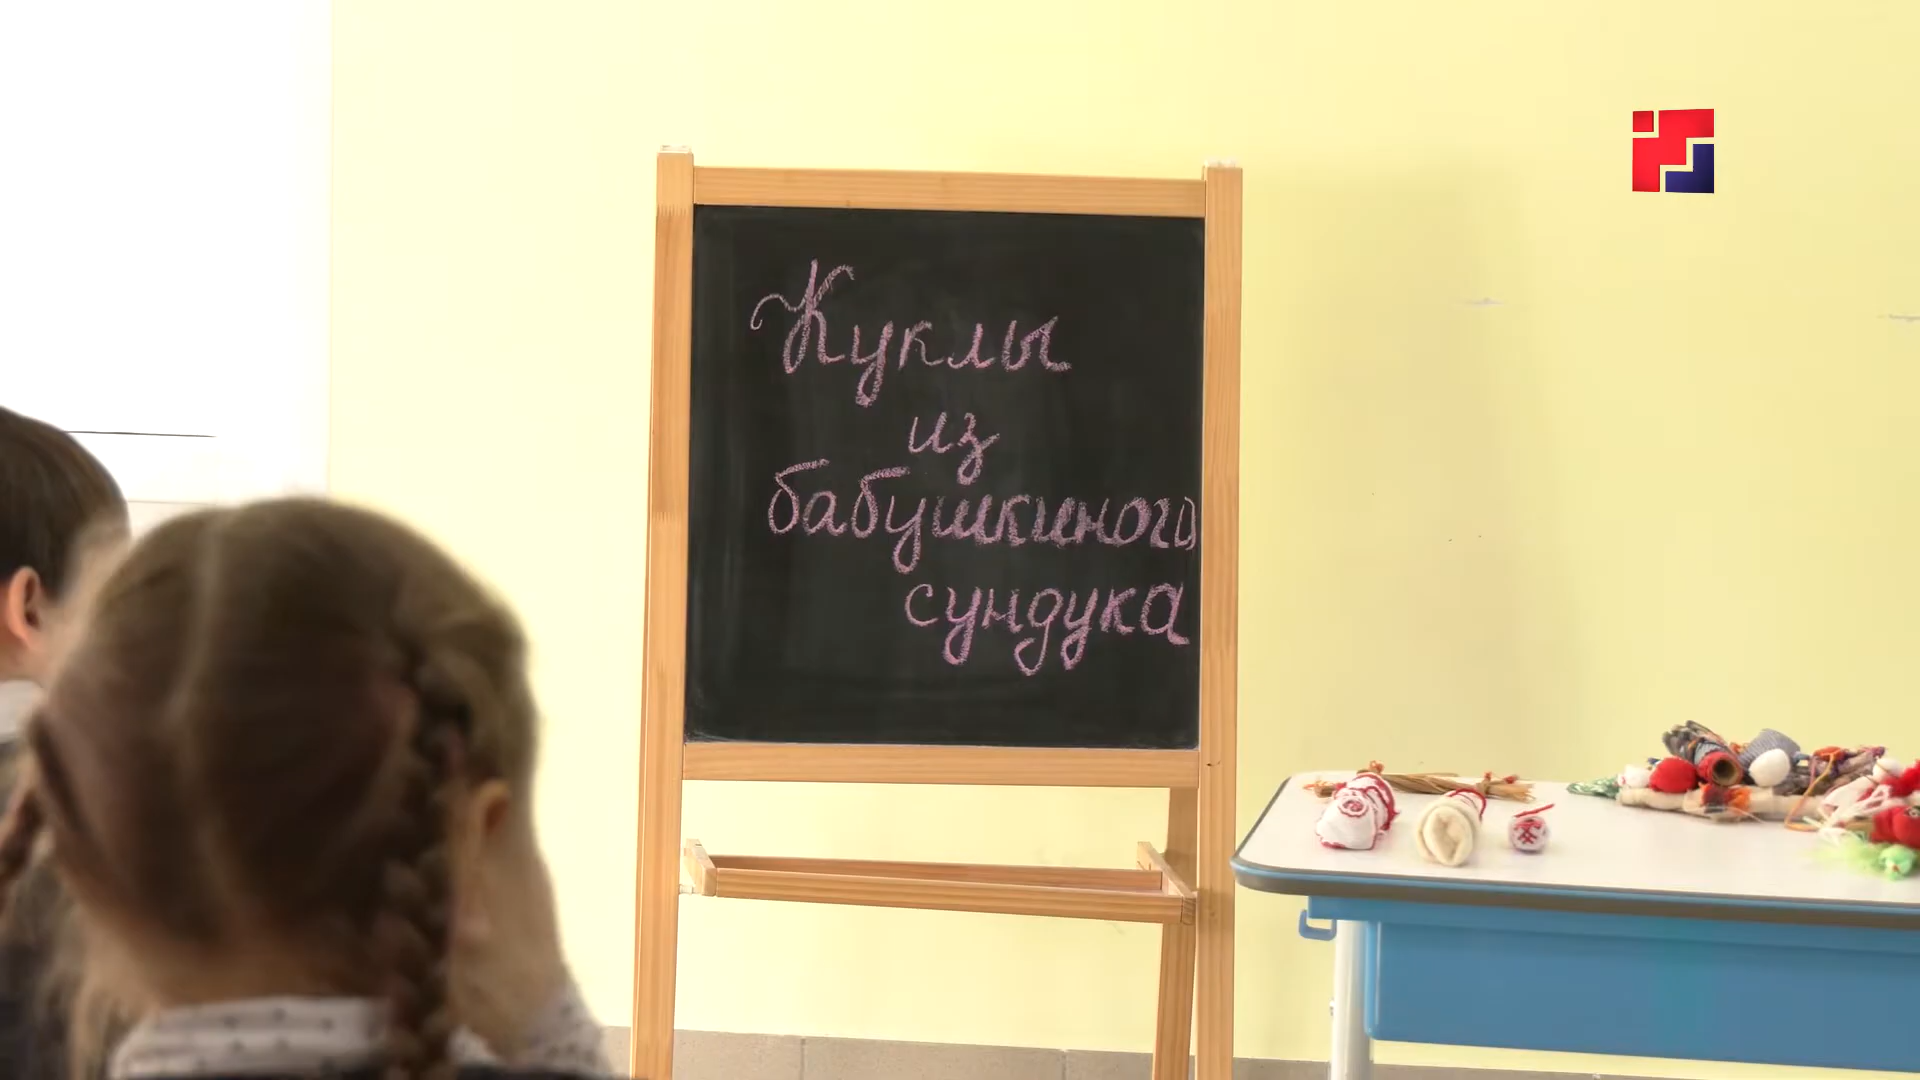 Куклы
из
бабушкиного
сундука